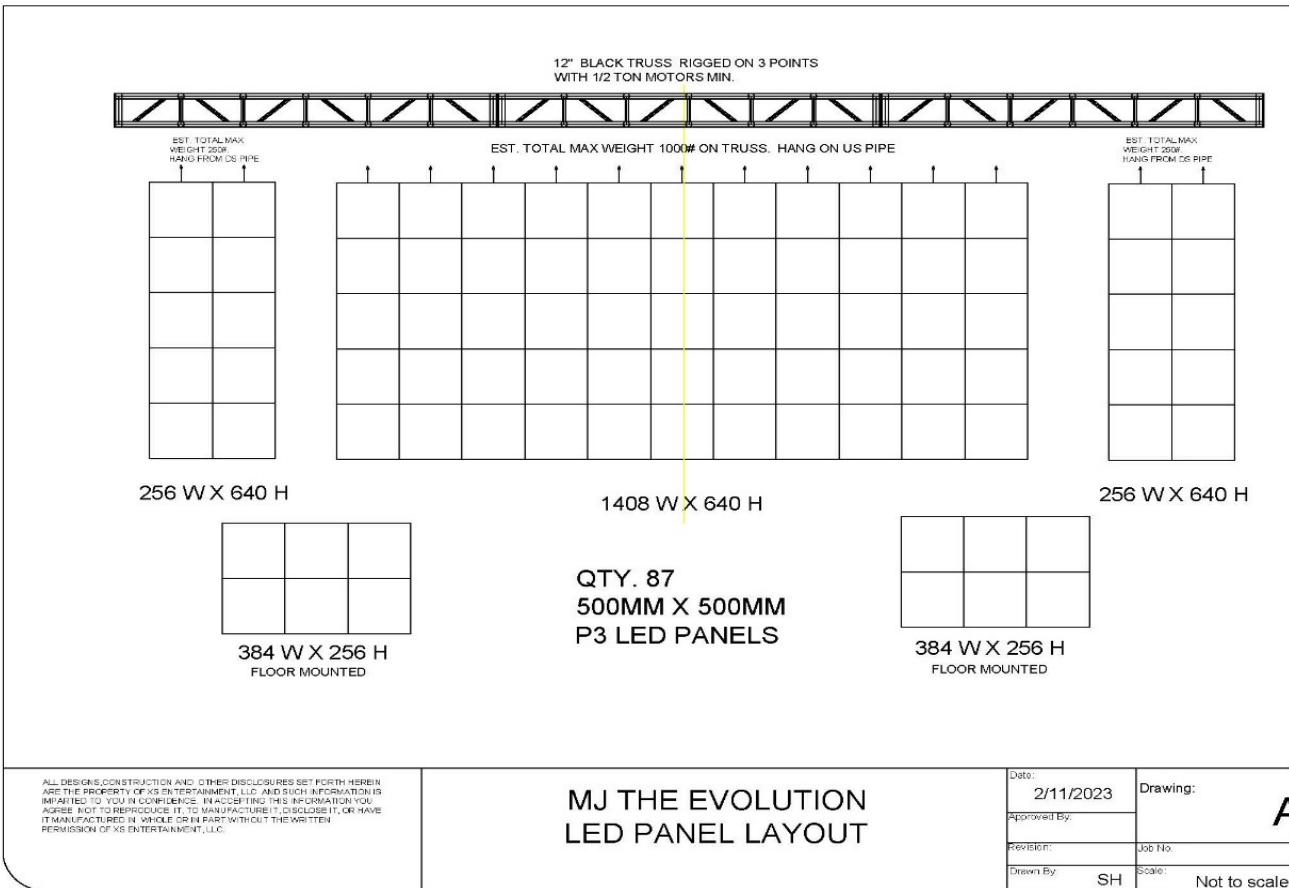 12" BLACK TRUSS RIGGED ON 3 POINTS
WITH 1/2 TON MOTORS MIN.
EST. TOTAL MAX
WEIGHT 250#.
HANG FROM DS PIPE
EST. TOTAL MAX WEIGHT 1000# ON TRUSS. HANG ON US PIPE
EST. TOTAL MAX
WEIGHT 250#.
HANG FROM DS PIPE
256 W X 640 H
1408 W X 640 H
256 W X 640 H
384 W X 256 H
FLOOR MOUNTED
QTY. 87
500MM X 500MM
P3 LED PANELS
384 W X 256 H
FLOOR MOUNTED
ALL DESIGNS,CONSTRUCTION AND OTHER DISCLOSURES SET FORTH HEREIN
ARE THE PROPERTY OF XS ENTERTAINMENT, LLC AND SUCH INFORMATION IS
IMPARTED TO YOU IN CONFIDENCE. IN ACCEPTING THIS INFORMATION YOU
AGREE NOT TO REPRODUCE IT, TO MANUFACTURE IT, DISCLOSE IT, OR HAVE
IT MANUFACTURED IN WHOLE OR IN PART WITHOUT THE WRITTEN
PERMISSION OF XS ENTERTAINMENT, LLC.
MJ THE EVOLUTION
LED PANEL LAYOUT
Date:
2/11/2023
Approved By:
Revision:
Drawn By:
SH
Drawing:
A
Job No.
Scale:
Not to scale